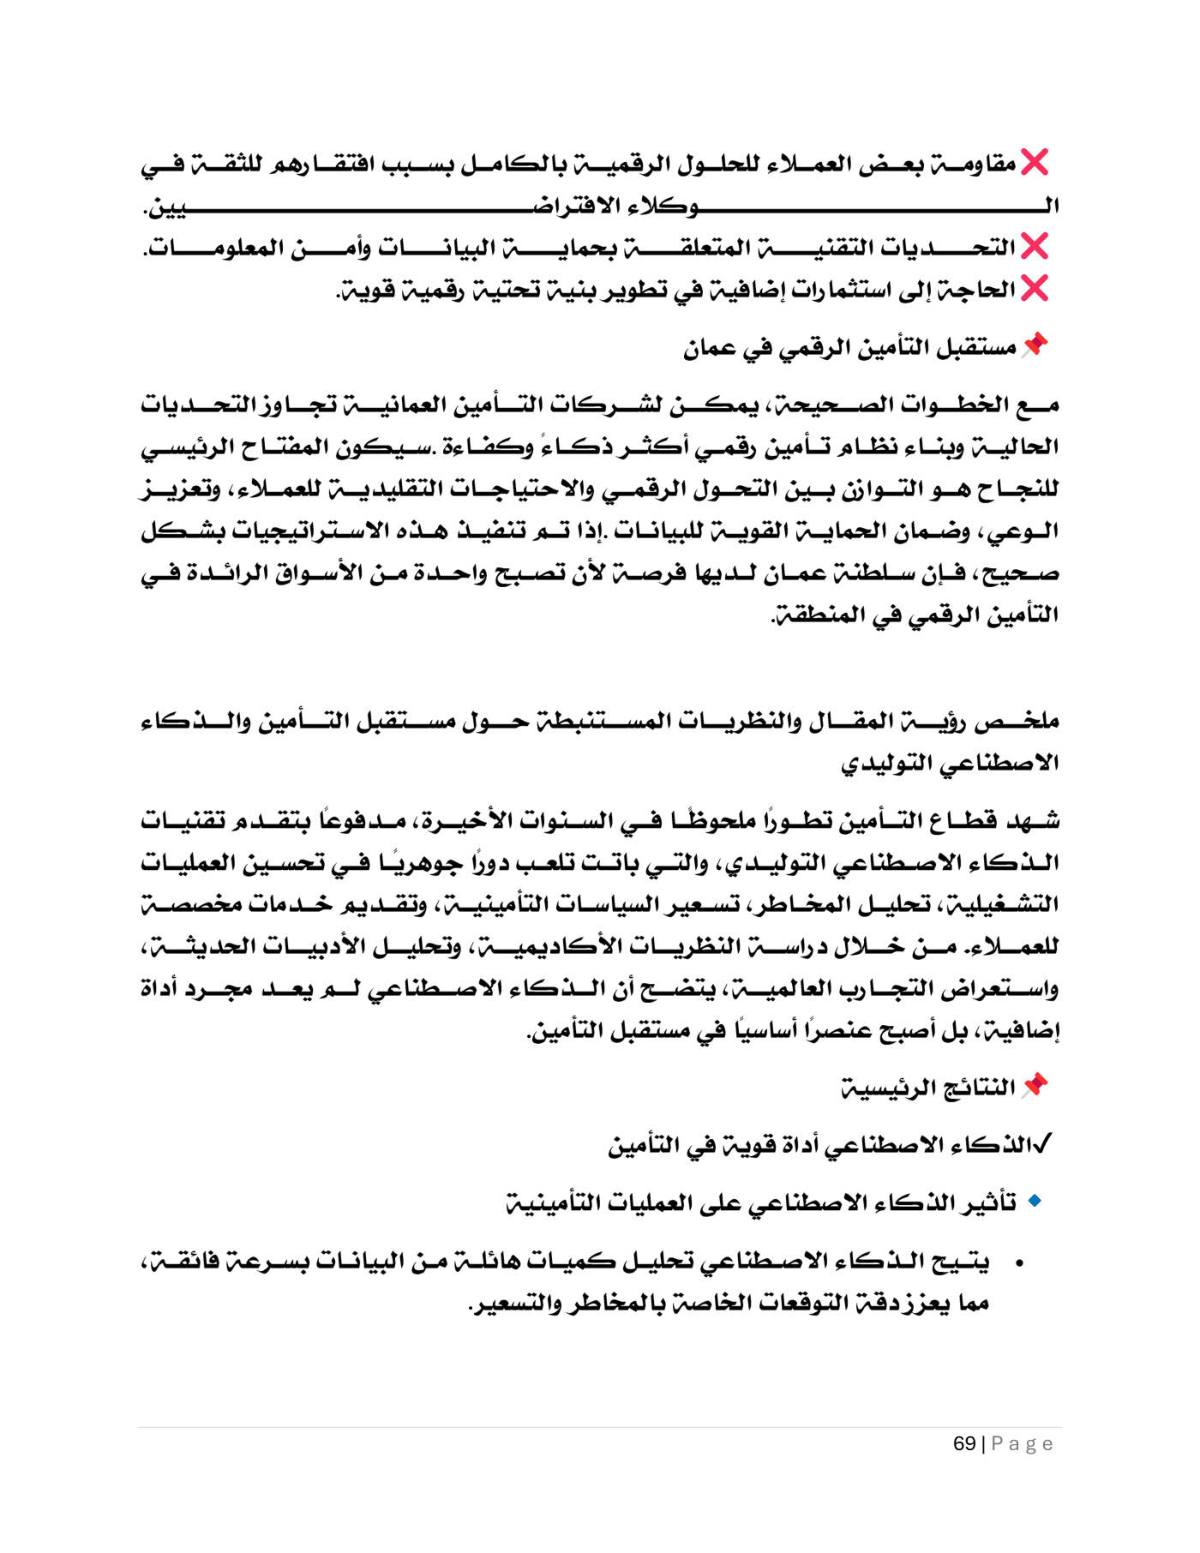 ❌ مقاومة بعض العملاء للحلول الرقمية بالكامل بسبب افتقارهم للثقة في
الوكلاء الافتراضيين.
❌ التحديات التقنية المتعلقة بحماية البيانات وأمن المعلومات.
❌ الحاجة إلى استثمارات إضافية في تطوير بنية تحتية رقمية قوية.
📌 مستقبل التأمين الرقمي في عمان
مع الخطوات الصحيحة، يمكن لشركات التأمين العمانية تجاوز التحديات
الحالية وبناء نظام تأمين رقمي أكثر ذكاءً وكفاءة .سيكون المفتاح الرئيسي
للنجاح هو التوازن بين التحول الرقمي والاحتياجات التقليدية للعملاء، وتعزيز
الوعي، وضمان الحماية القوية للبيانات .إذا تم تنفيذ هذه الاستراتيجيات بشكل
صحيح، فإن سلطنة عمان لديها فرصة لأن تصبح واحدة من الأسواق الرائدة في
التأمين الرقمي في المنطقة.
ملخص رؤية المقال والنظريات المستنبطة حول مستقبل التأمين والذكاء
الاصطناعي التوليدي
شهد قطاع التأمين تطورًا ملحوظًا في السنوات الأخيرة، مدفوعًا بتقدم تقنيات
الذكاء الاصطناعي التوليدي، والتي باتت تلعب دورًا جوهريًا في تحسين العمليات
التشغيلية، تحليل المخاطر، تسعير السياسات التأمينية، وتقديم خدمات مخصصة
للعملاء. من خلال دراسة النظريات الأكاديمية، وتحليل الأدبيات الحديثة،
واستعراض التجارب العالمية، يتضح أن الذكاء الاصطناعي لم يعد مجرد أداة
إضافية، بل أصبح عنصرًا أساسيًا في مستقبل التأمين.
📌 النتائج الرئيسية
✓الذكاء الاصطناعي أداة قوية في التأمين
🔹 تأثير الذكاء الاصطناعي على العمليات التأمينية
• يتيح الذكاء الاصطناعي تحليل كميات هائلة من البيانات بسرعة فائقة،
مما يعزز دقة التوقعات الخاصة بالمخاطر والتسعير.
69 | Page